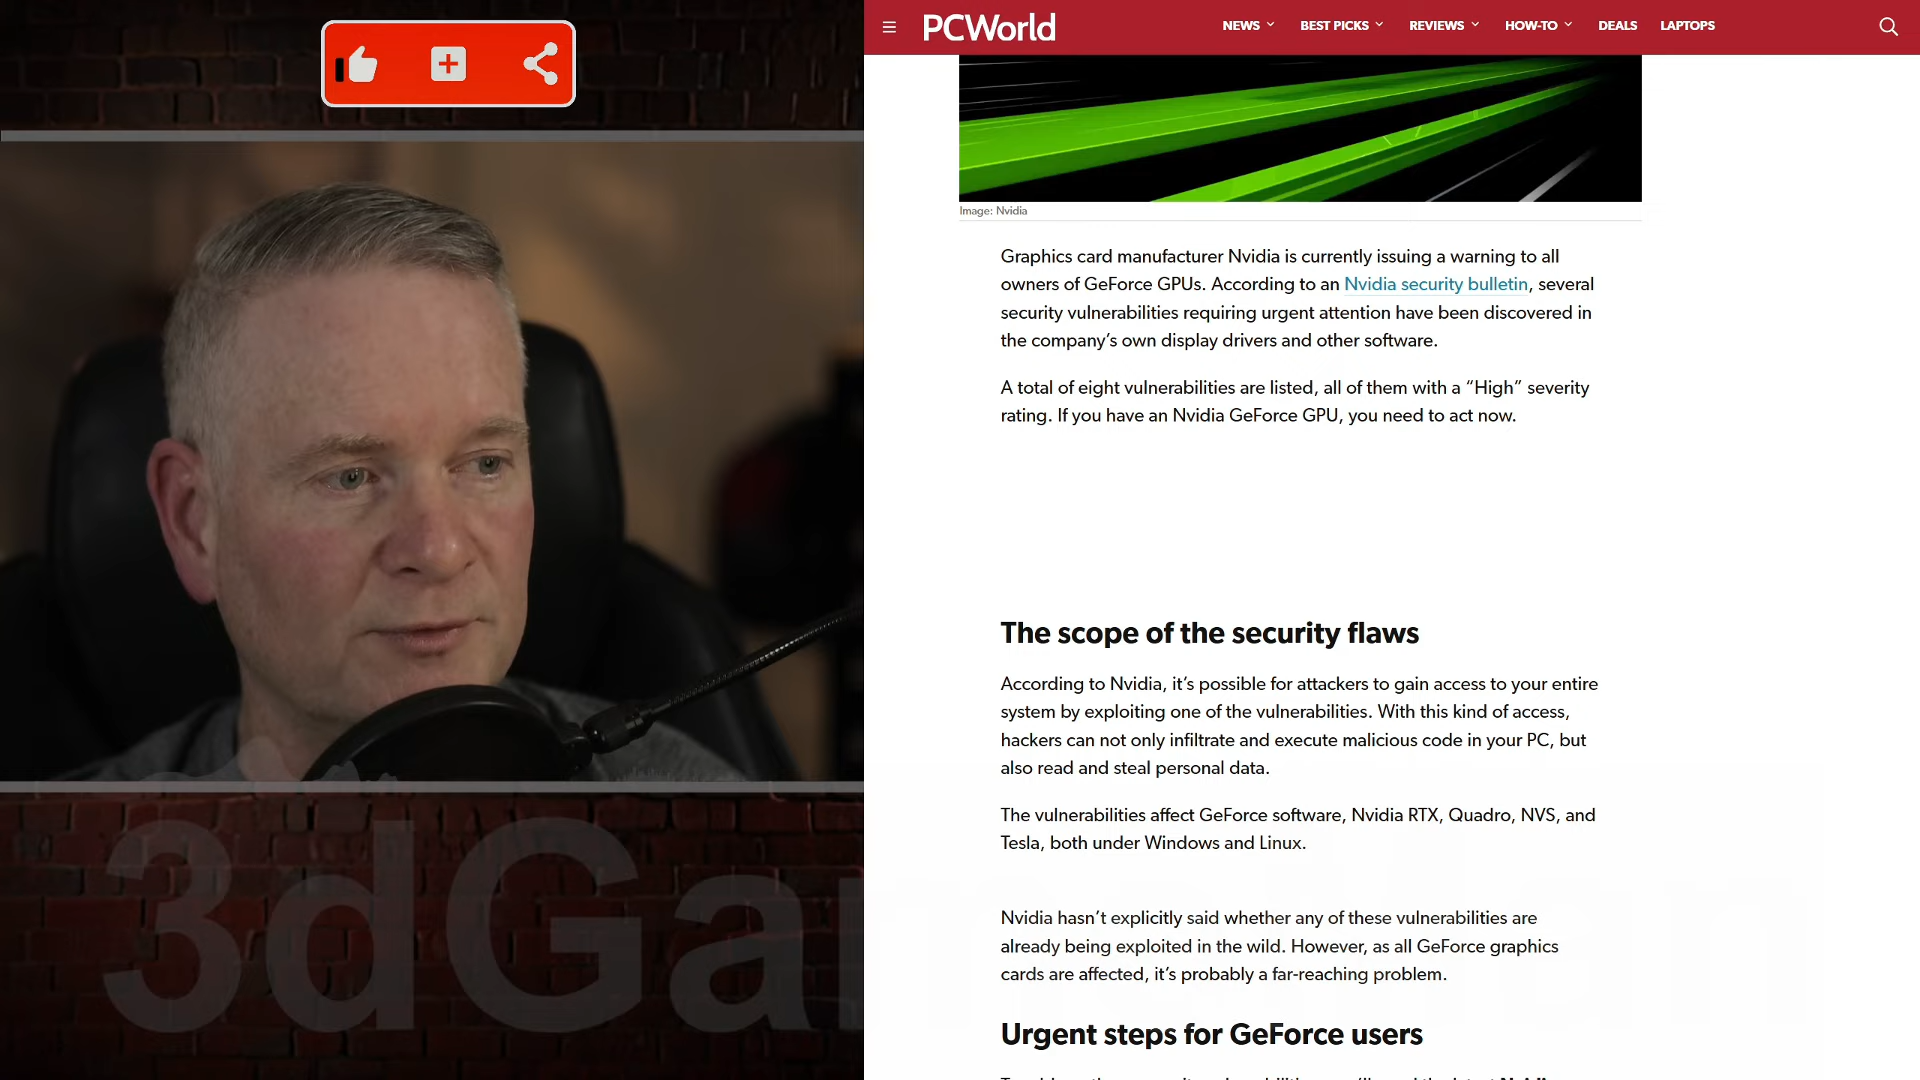 PCWorld
NEWS
BEST PICKS
REVIEWS
HOW-TO
DEALS
LAPTOPS
Image: Nvidia
Graphics card manufacturer Nvidia is currently issuing a warning to all
owners of GeForce GPUs. According to an Nvidia security bulletin, several
security vulnerabilities requiring urgent attention have been discovered in
the company’s own display drivers and other software.
A total of eight vulnerabilities are listed, all of them with a “High” severity
rating. If you have an Nvidia GeForce GPU, you need to act now.
The scope of the security flaws
According to Nvidia, it’s possible for attackers to gain access to your entire
system by exploiting one of the vulnerabilities. With this kind of access,
hackers can not only infiltrate and execute malicious code in your PC, but
also read and steal personal data.
The vulnerabilities affect GeForce software, Nvidia RTX, Quadro, NVS, and
Tesla, both under Windows and Linux.
Nvidia hasn’t explicitly said whether any of these vulnerabilities are
already being exploited in the wild. However, as all GeForce graphics
cards are affected, it’s probably a far-reaching problem.
Urgent steps for GeForce users
3dGa